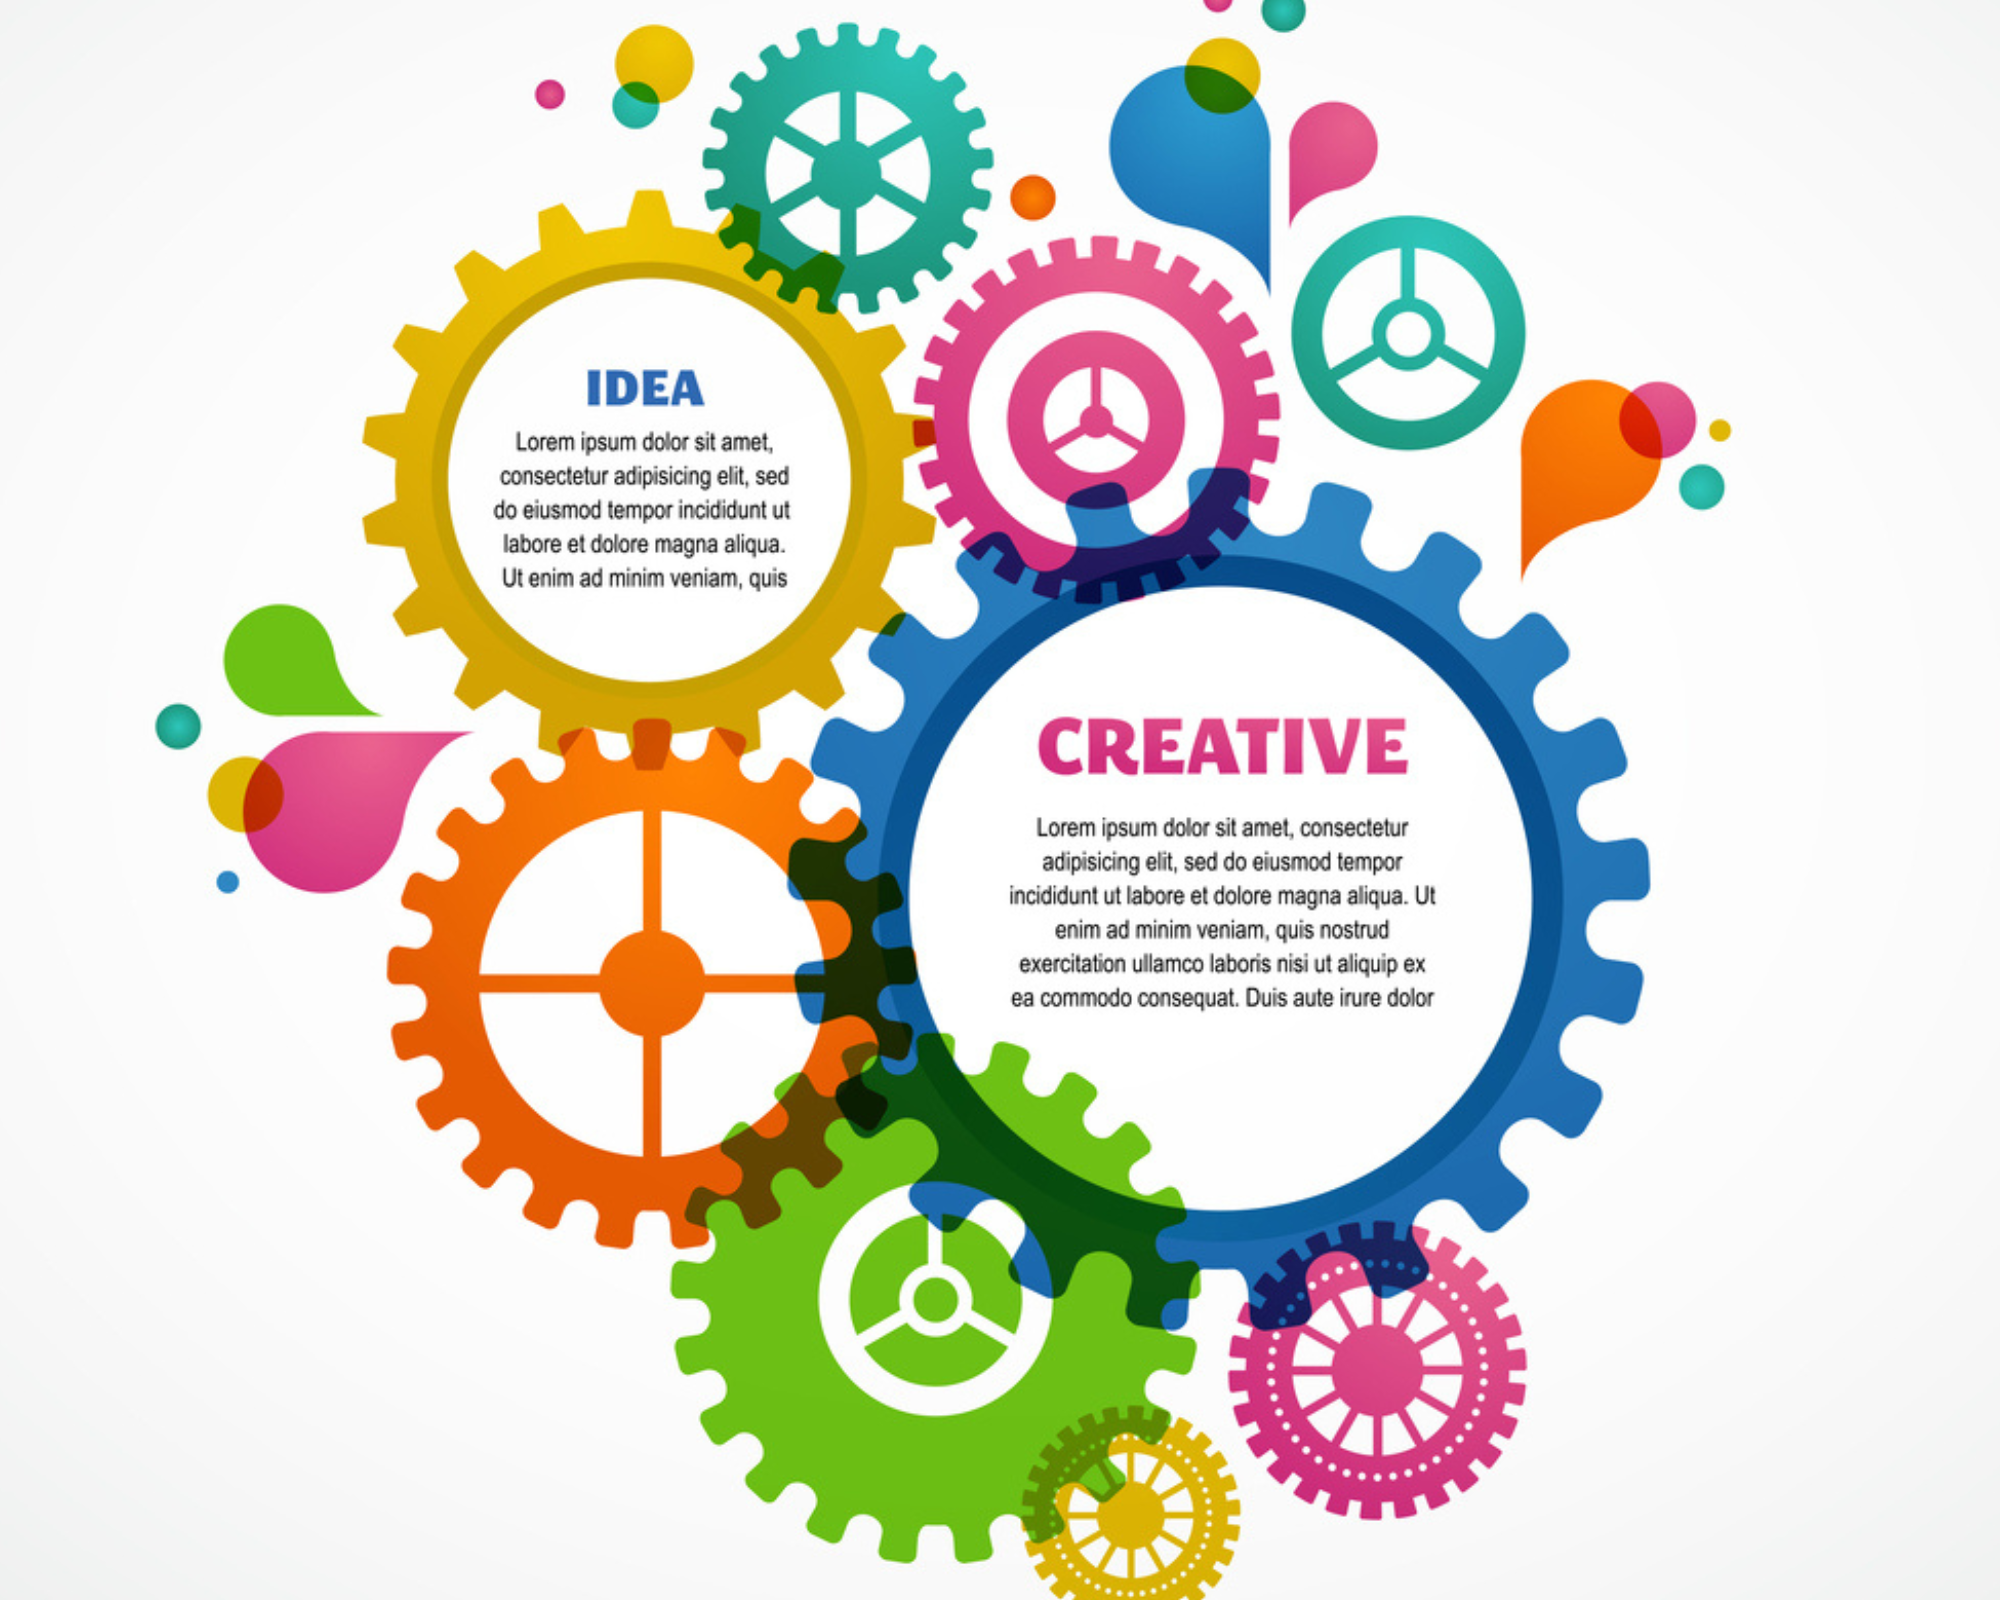 IDEA
Lorem ipsum dolor sit amet,
consectetur adipisicing elit, sed
do eiusmod tempor incididunt ut
labore et dolore magna aliqua.
Ut enim ad minim veniam, quis
CREATIVE
Lorem ipsum dolor sit amet, consectetur
adipisicing elit, sed do eiusmod tempor
incididunt ut labore et dolore magna aliqua. Ut
enim ad minim veniam, quis nostrud
exercitation ullamco laboris nisi ut aliquip ex
ea commodo consequat. Duis aute irure dolor